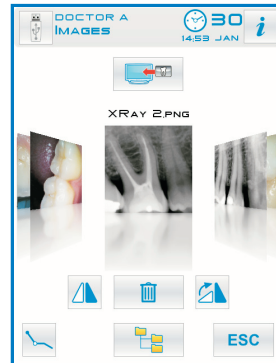 DOCTOR A
IMAGES
30
14:53 JAN
i
XRAY 2.PNG
ESC